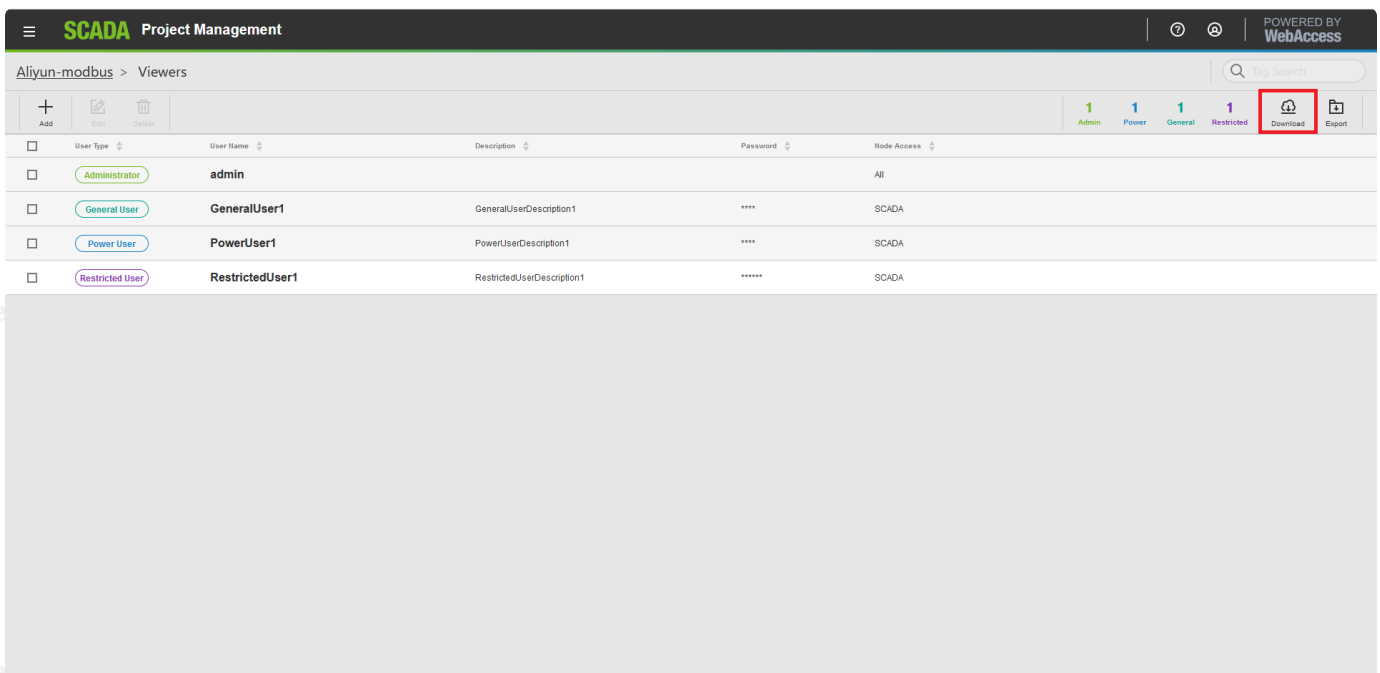 SCADA Project Management
POWERED BY
WebAccess
Aliyun-modbus > Viewers
Tag Search
Add
Edit
Delete
1 1 1 1
Admin Power General Restricted Download Export
User Type User Name Description Password Node Access
Administrator admin All
General User GeneralUser1 GeneralUserDescription1 **** SCADA
Power User PowerUser1 PowerUserDescription1 **** SCADA
Restricted User RestrictedUser1 RestrictedUserDescription1 ****** SCADA